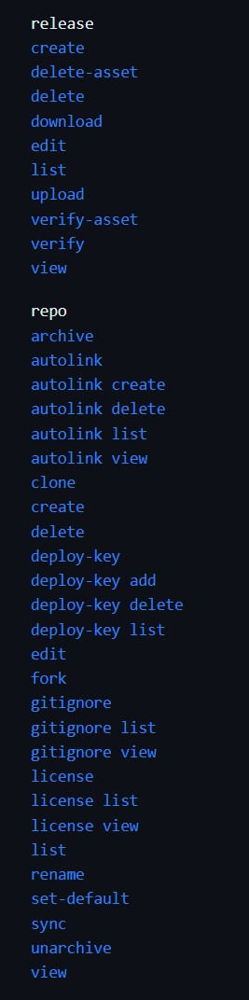 release
create
delete-asset
delete
download
edit
list
upload
verify-asset
verify
view
repo
archive
autolink
autolink create
autolink delete
autolink list
autolink view
clone
create
delete
deploy-key
deploy-key add
deploy-key delete
deploy-key list
edit
fork
gitignore
gitignore list
gitignore view
license
license list
license view
list
rename
set-default
sync
unarchive
view